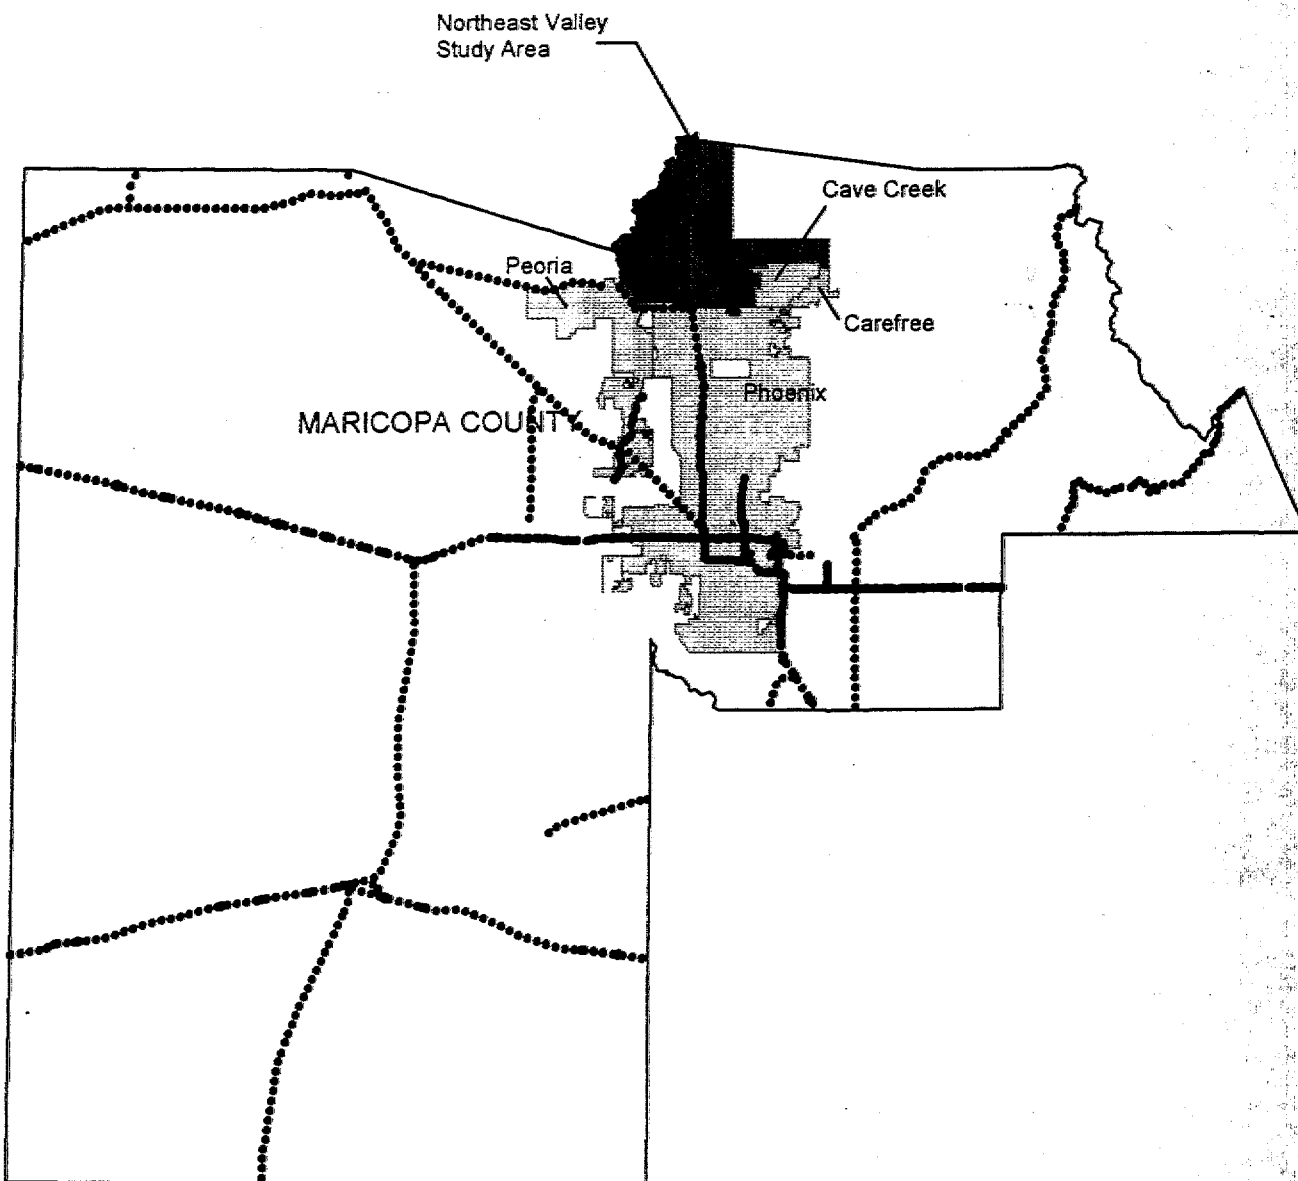 Northeast Valley
Study Area
Cave Creek
Peoria
Carefree
Phoenix
MARICOPA COUNTY